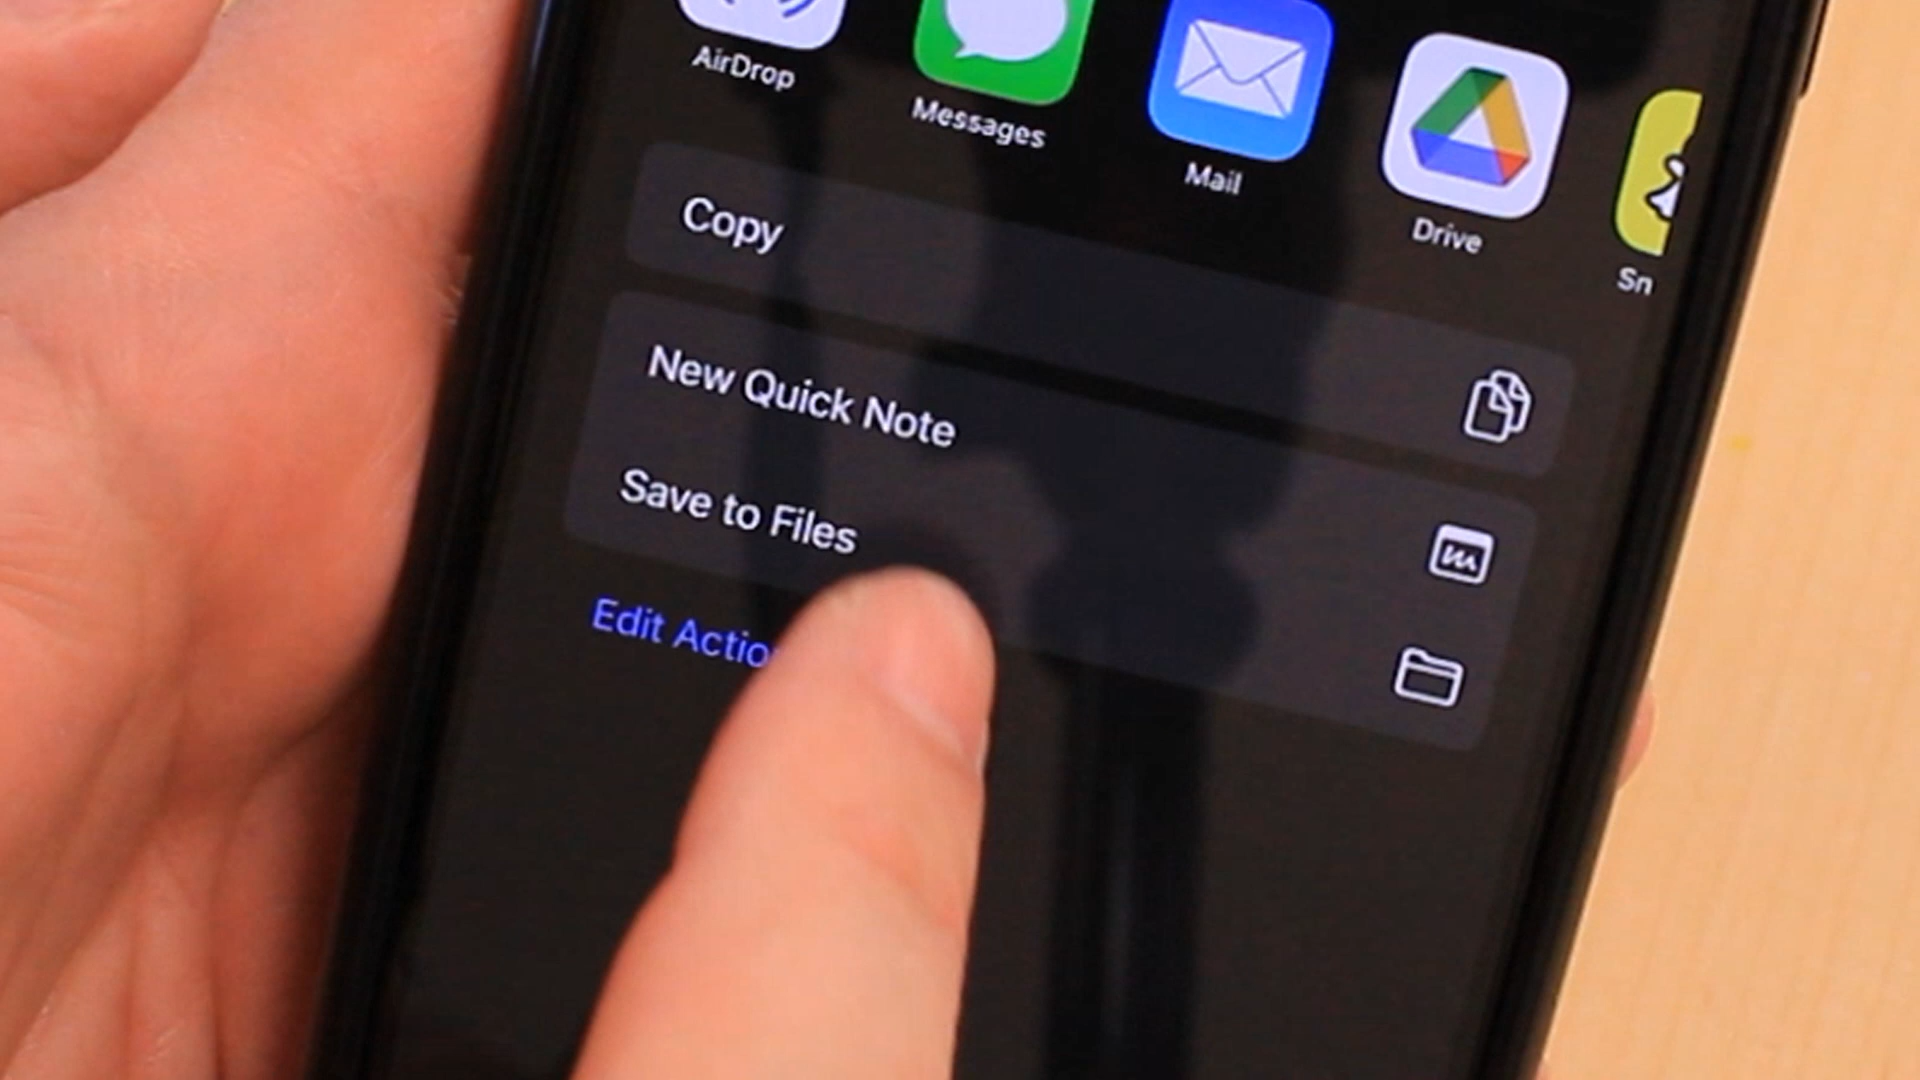 AirDrop
Messages
Mail
Drive
Sn
Copy
New Quick Note
Save to Files
Edit Actio